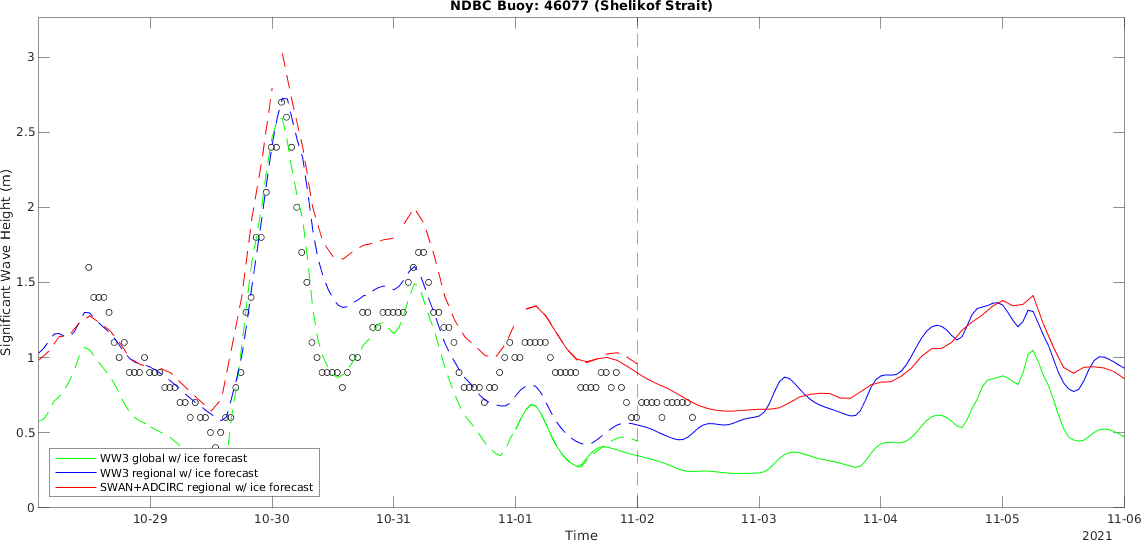 NDBC Buoy: 46077 (Shelikof Strait)
Significant Wave Height (m)
3
2.5
2
1.5
1
0.5
0
WW3 global w/ ice forecast
WW3 regional w/ ice forecast
SWAN+ADCIRC regional w/ ice forecast
10-29
10-30
10-31
11-01
11-02
11-03
11-04
11-05
11-06
Time
2021